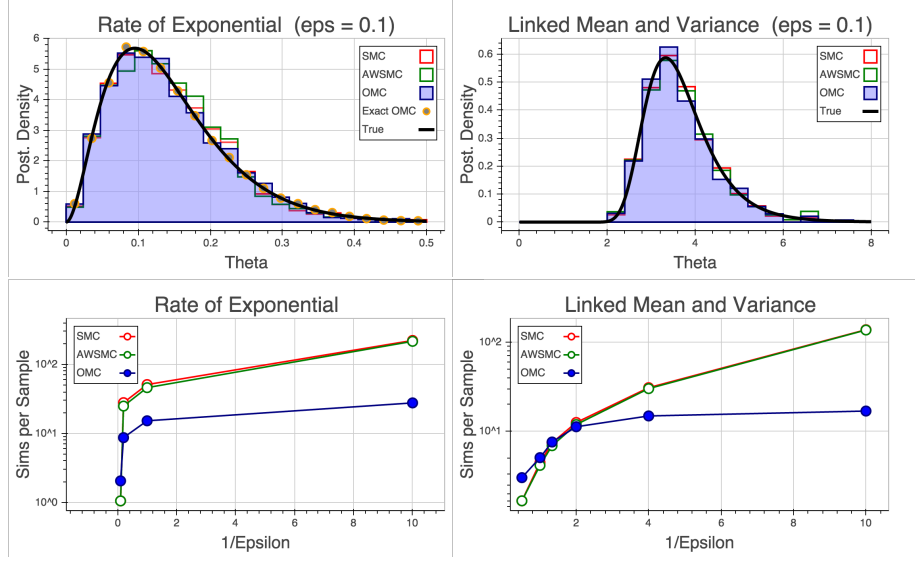 Rate of Exponential (eps = 0.1)
Post. Density
6
5
4
3
2
1
0
SMC
AWSMC
OMC
Exact OMC
True
0 0.1 0.2 0.3 0.4 0.5
Theta
Linked Mean and Variance (eps = 0.1)
Post. Density
0.6
0.5
0.4
0.3
0.2
0.1
0
SMC
AWSMC
OMC
True
0 2 4 6 8
Theta
Rate of Exponential
Sims per Sample
10^2
10^1
10^0
SMC
AWSMC
OMC
0 2 4 6 8 10
1/Epsilon
Linked Mean and Variance
Sims per Sample
10^2
10^1
SMC
AWSMC
OMC
2 4 6 8 10
1/Epsilon